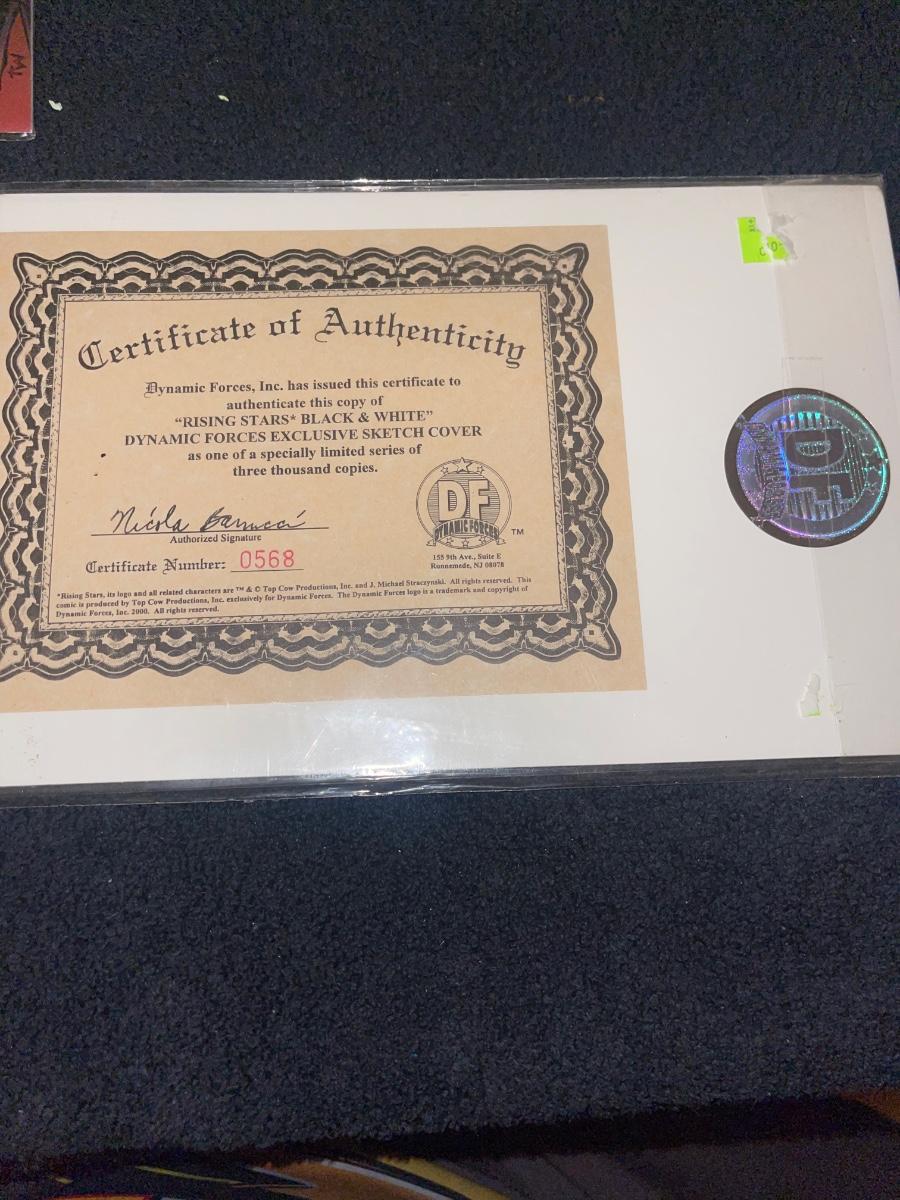 Certificate of Authenticity
Dynamic Forces, Inc. has issued this certificate to
authenticate this copy of
"RISING STARS* BLACK & WHITE"
DYNAMIC FORCES EXCLUSIVE SKETCH COVER
as one of a specially limited series of
three thousand copies.
Nicola Barrucci
Authorized Signature
Certificate Number: 0568
DF
DYNAMIC FORCES
TM
155 9th Ave., Suite E
Runnemede, NJ 08078
*Rising Stars, its logo and all related characters are ™ & © Top Cow Productions, Inc. and J. Michael Straczynski. All rights reserved. This
comic is produced by Top Cow Productions, Inc. exclusively for Dynamic Forces. The Dynamic Forces logo is a trademark and copyright of
Dynamic Forces, Inc. 2000. All rights reserved.
DF
TM